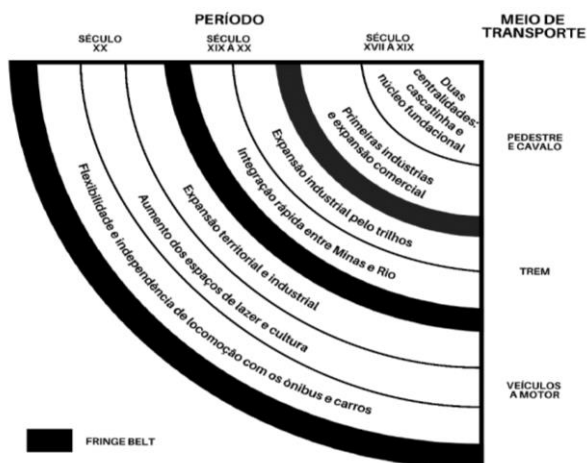 PERÍODO
MEIO DE
TRANSPORTE
SÉCULO
XX
SÉCULO
XIX À XX
SÉCULO
XVII À XIX
Duas
centralidades:
cascatinha e
núcleo fundacional
Printeiras indústrias
e expansão comercial
Expansão industrial pelo trilhos
Integração rápida entre Minas e Rio
Expansão territorial e industrial
Aumento dos espaços de lazer e cultura
Flexibilidade e independência de locomoção com os ônibus e carros
PEDESTRE
E CAVALO
TREM
VEÍCULOS
A MOTOR
FRINGE BELT